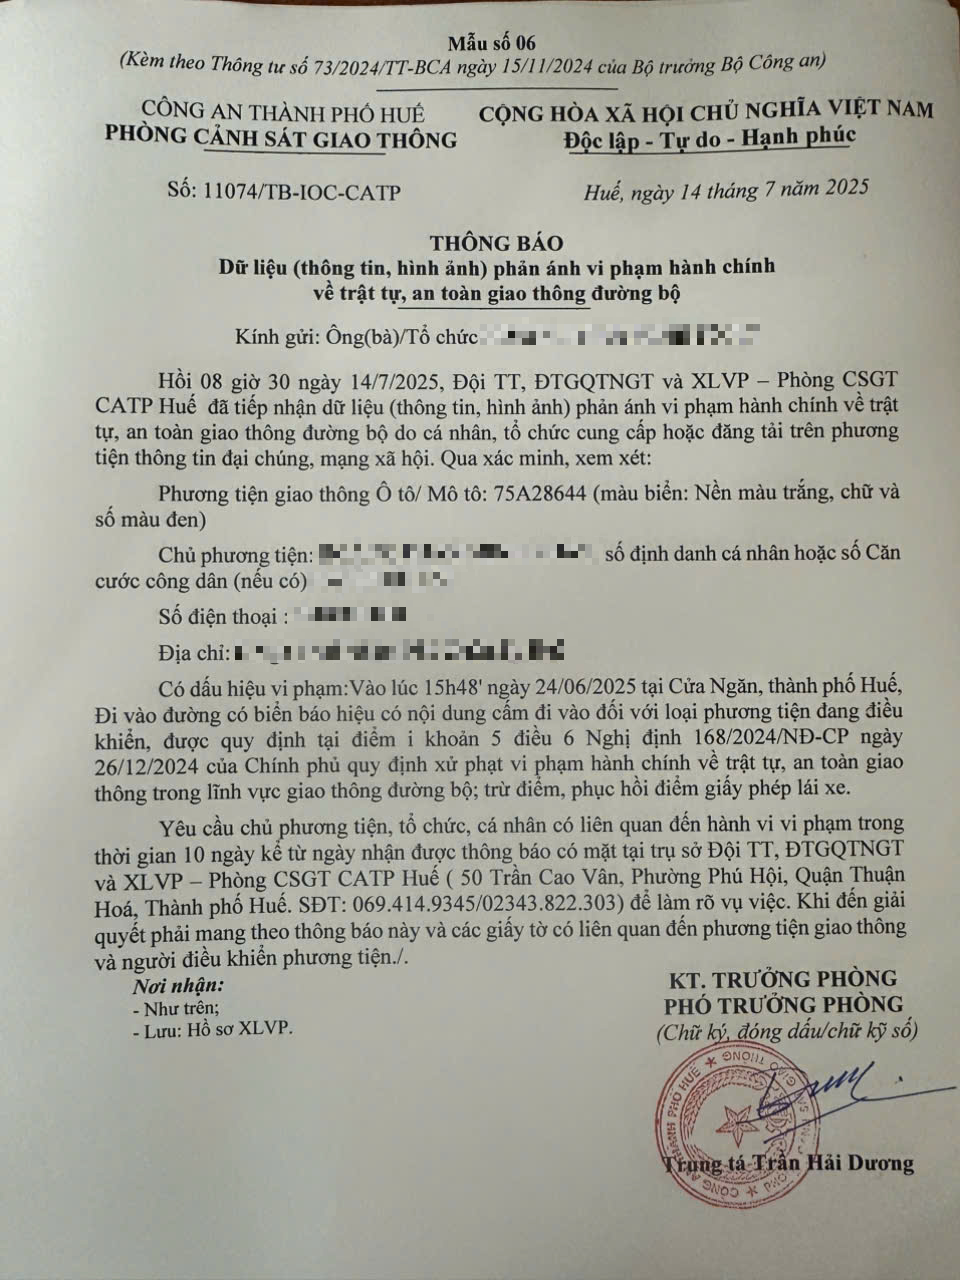 Mẫu số 06
(Kèm theo Thông tư số 73/2024/TT-BCA ngày 15/11/2024 của Bộ trưởng Bộ Công an)
CÔNG AN THÀNH PHỐ HUẾ
PHÒNG CẢNH SÁT GIAO THÔNG
CỘNG HÒA XÃ HỘI CHỦ NGHĨA VIỆT NAM
Độc lập - Tự do - Hạnh phúc
Số: 11074/TB-IOC-CATP
Huế, ngày 14 tháng 7 năm 2025
THÔNG BÁO
Dữ liệu (thông tin, hình ảnh) phản ánh vi phạm hành chính
về trật tự, an toàn giao thông đường bộ
Kính gửi: Ông(bà)/Tổ chức
Hồi 08 giờ 30 ngày 14/7/2025, Đội TT, ĐTGQTNGT và XLVP – Phòng CSGT
CATP Huế đã tiếp nhận dữ liệu (thông tin, hình ảnh) phản ánh vi phạm hành chính về trật
tự, an toàn giao thông đường bộ do cá nhân, tổ chức cung cấp hoặc đăng tải trên phương
tiện thông tin đại chúng, mạng xã hội. Qua xác minh, xem xét:
Phương tiện giao thông Ô tô/ Mô tô: 75A28644 (màu biển: Nền màu trắng, chữ và
số màu đen)
Chủ phương tiện: số định danh cá nhân hoặc số Căn
cước công dân (nếu có)
Số điện thoại :
Địa chỉ:
Có dấu hiệu vi phạm:Vào lúc 15h48' ngày 24/06/2025 tại Cửa Ngăn, thành phố Huế,
Đi vào đường có biển báo hiệu có nội dung cấm đi vào đối với loại phương tiện đang điều
khiển, được quy định tại điểm i khoản 5 điều 6 Nghị định 168/2024/NĐ-CP ngày
26/12/2024 của Chính phủ quy định xử phạt vi phạm hành chính về trật tự, an toàn giao
thông trong lĩnh vực giao thông đường bộ; trừ điểm, phục hồi điểm giấy phép lái xe.
Yêu cầu chủ phương tiện, tổ chức, cá nhân có liên quan đến hành vi vi phạm trong
thời gian 10 ngày kể từ ngày nhận được thông báo có mặt tại trụ sở Đội TT, ĐTGQTNGT
và XLVP – Phòng CSGT CATP Huế ( 50 Trần Cao Vân, Phường Phú Hội, Quận Thuận
Hoá, Thành phố Huế. SĐT: 069.414.9345/02343.822.303) để làm rõ vụ việc. Khi đến giải
quyết phải mang theo thông báo này và các giấy tờ có liên quan đến phương tiện giao thông
và người điều khiển phương tiện./.
Nơi nhận:
- Như trên;
- Lưu: Hồ sơ XLVP.
KT. TRƯỞNG PHÒNG
PHÓ TRƯỞNG PHÒNG
(Chữ ký, đóng dấu/chữ ký số)
Trung tá Trần Hải Dương